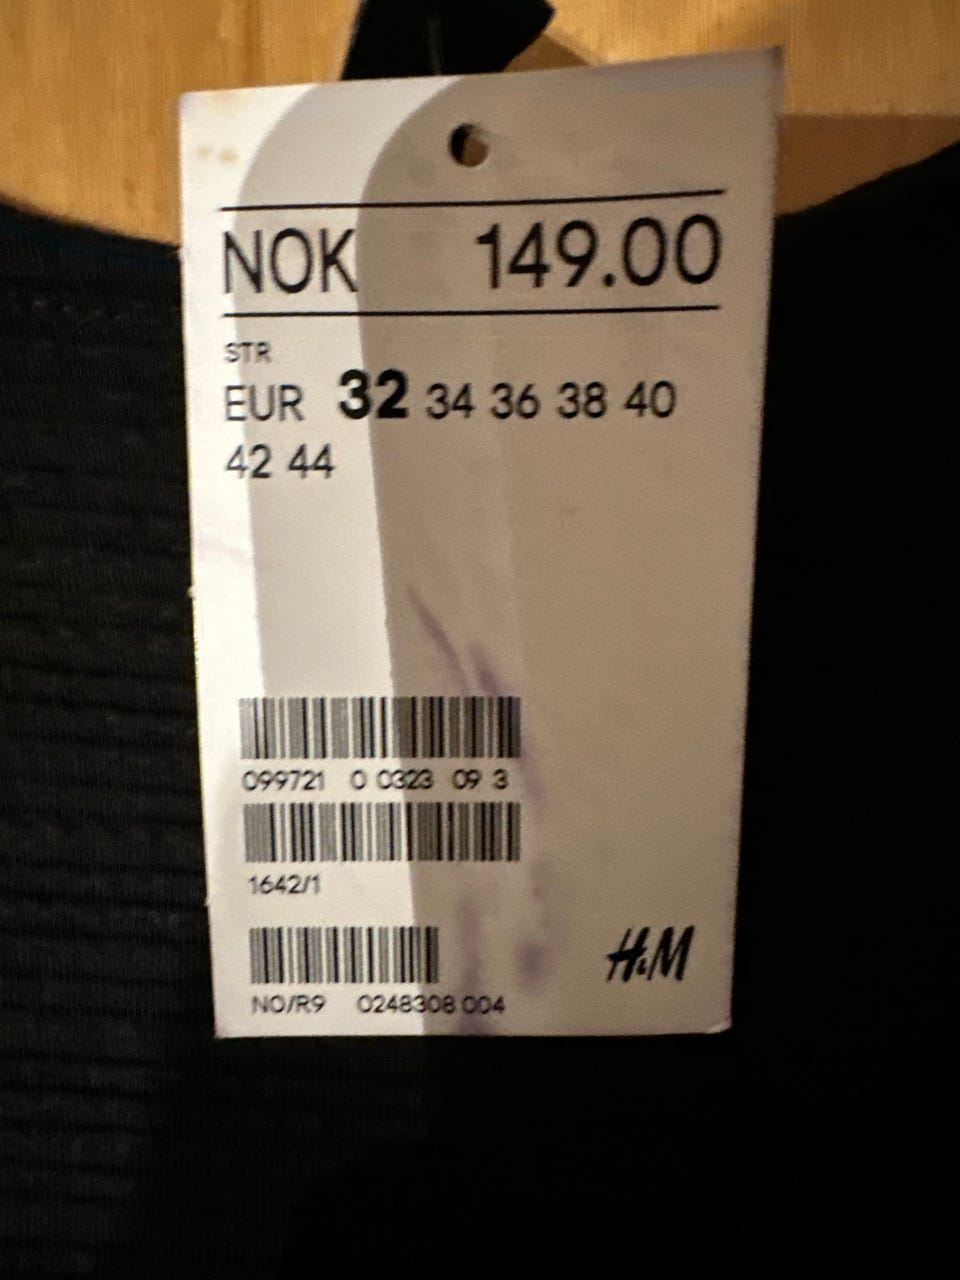 NOK 149.00
STR
EUR 32 34 36 38 40
42 44
099721 0 0323 09 3
1642/1
H&M
NO/R9 0248308 004